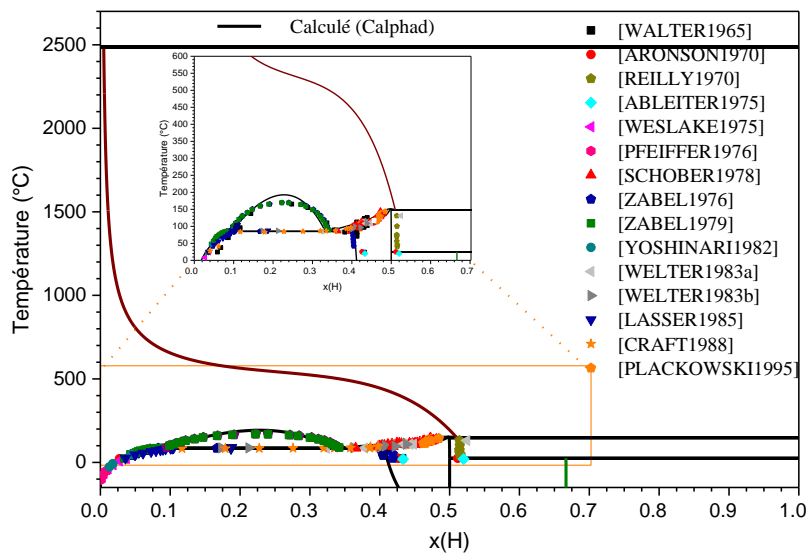 Calculé (Calphad)
[WALTER1965]
[ARONSON1970]
[REILLY1970]
[ABLEITER1975]
[WESLAKE1975]
[PFEIFFER1976]
[SCHOBER1978]
[ZABEL1976]
[ZABEL1979]
[YOSHINARI1982]
[WELTER1983a]
[WELTER1983b]
[LASSER1985]
[CRAFT1988]
[PLACKOWSKI1995]
Température (°C)
2500
2000
1500
1000
500
0
0.0 0.1 0.2 0.3 0.4 0.5 0.6 0.7 0.8 0.9 1.0
x(H)
Température (°C)
600
550
500
450
400
350
300
250
200
150
100
50
0
0.0 0.1 0.2 0.3 0.4 0.5 0.6 0.7
x(H)